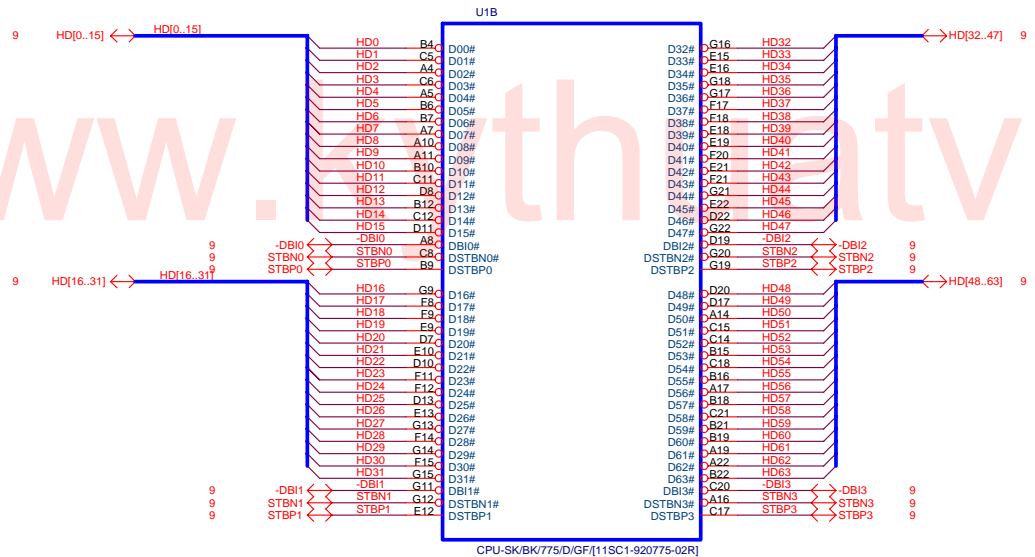 U1B
9 HD[0..15] HD[0..15] HD[32..47] 9
HD0 B4 D00# D32# G16 HD32
HD1 C5 D01# D33# E15 HD33
HD2 A4 D02# D34# E16 HD34
HD3 C6 D03# D35# G18 HD35
HD4 A5 D04# D36# G17 HD36
HD5 B6 D05# D37# F17 HD37
HD6 B7 D06# D38# F18 HD38
HD7 A7 D07# D39# E18 HD39
HD8 A10 D08# D40# E19 HD40
HD9 A11 D09# D41# F20 HD41
HD10 B10 D10# D42# E21 HD42
HD11 C11 D11# D43# F21 HD43
HD12 D8 D12# D44# G21 HD44
HD13 B12 D13# D45# E22 HD45
HD14 C12 D14# D46# D22 HD46
HD15 D11 D15# D47# G22 HD47
9 -DBI0 -DBI0 A8 DBI0# DBI2# D19 -DBI2 -DBI2 9
9 STBN0 STBN0 C8 DSTBN0# DSTBN2# G20 STBN2 STBN2 9
9 STBP0 STBP0 B9 DSTBP0 DSTBP2 G19 STBP2 STBP2 9
www.kythuatv
9 HD[16..31] HD[16..31] HD[48..63] 9
HD16 G9 D16# D48# D20 HD48
HD17 F8 D17# D49# D17 HD49
HD18 F9 D18# D50# A14 HD50
HD19 E9 D19# D51# C15 HD51
HD20 D7 D20# D52# C14 HD52
HD21 E10 D21# D53# B15 HD53
HD22 D10 D22# D54# C18 HD54
HD23 F11 D23# D55# B16 HD55
HD24 F12 D24# D56# A17 HD56
HD25 D13 D25# D57# B18 HD57
HD26 E13 D26# D58# C21 HD58
HD27 G13 D27# D59# B21 HD59
HD28 F14 D28# D60# B19 HD60
HD29 G14 D29# D61# A19 HD61
HD30 F15 D30# D62# A22 HD62
HD31 G15 D31# D63# B22 HD63
9 -DBI1 -DBI1 G11 DBI1# DBI3# C20 -DBI3 -DBI3 9
9 STBN1 STBN1 G12 DSTBN1# DSTBN3# A16 STBN3 STBN3 9
9 STBP1 STBP1 E12 DSTBP1 DSTBP3 C17 STBP3 STBP3 9
CPU-SK/BK/775/D/GF/[11SC1-920775-02R]